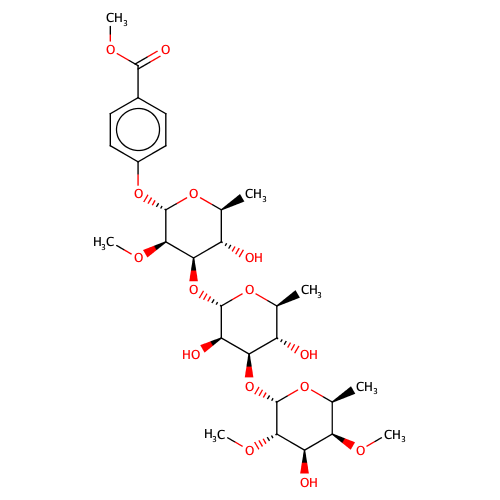 CH₃
O O
O O CH₃
H₃C O OH
O O CH₃
HO OH
O O CH₃
H₃C O O CH₃
OH